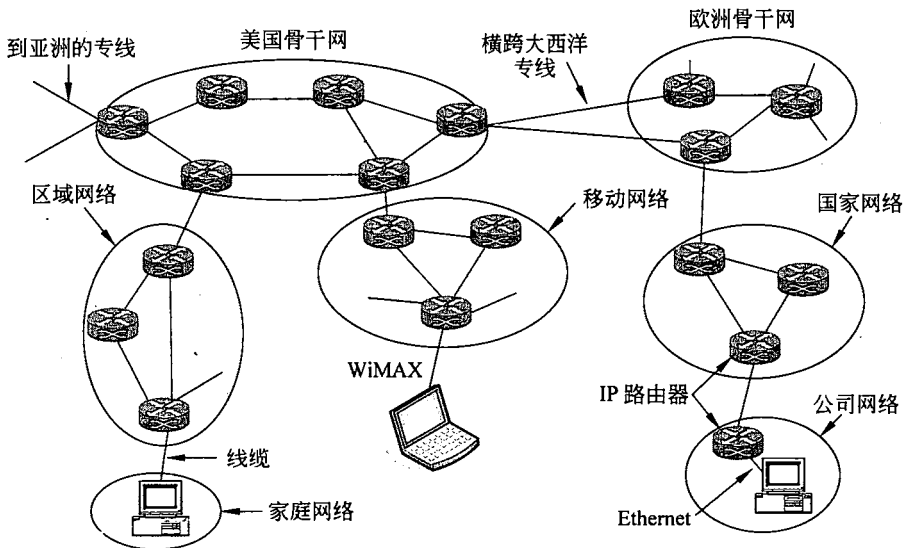 到亚洲的专线
美国骨干网
横跨大西洋
专线
欧洲骨干网
区域网络
移动网络
国家网络
WiMAX
IP 路由器
公司网络
线缆
家庭网络
Ethernet